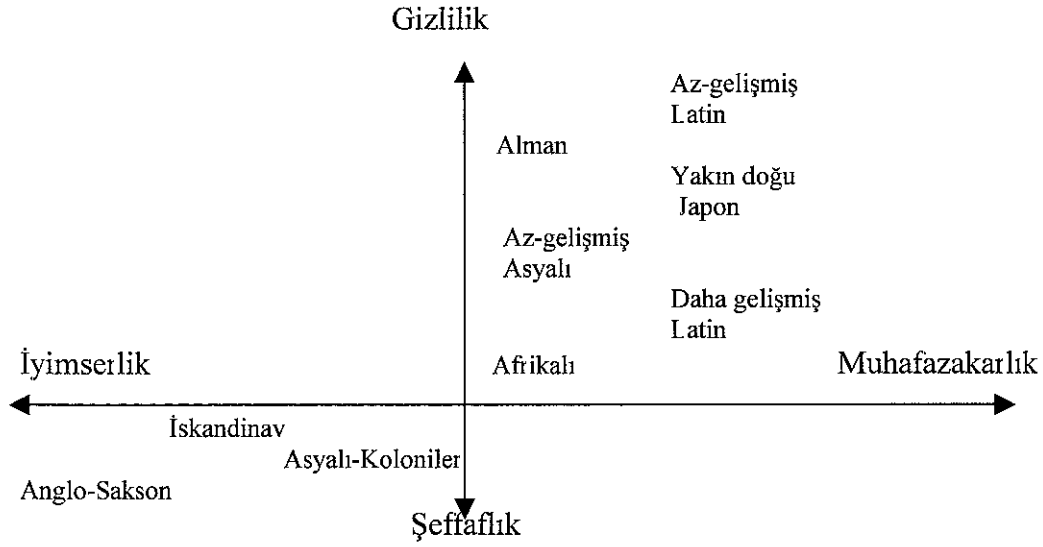 Gizlilik
Az-gelişmiş
Latin
Alman
Yakın doğu
Japon
Az-gelişmiş
Asyalı
Daha gelişmiş
Latin
İyimserlik
Afrikalı
Muhafazakarlık
İskandinav
Asyalı-Koloniler
Anglo-Sakson
Şeffaflık